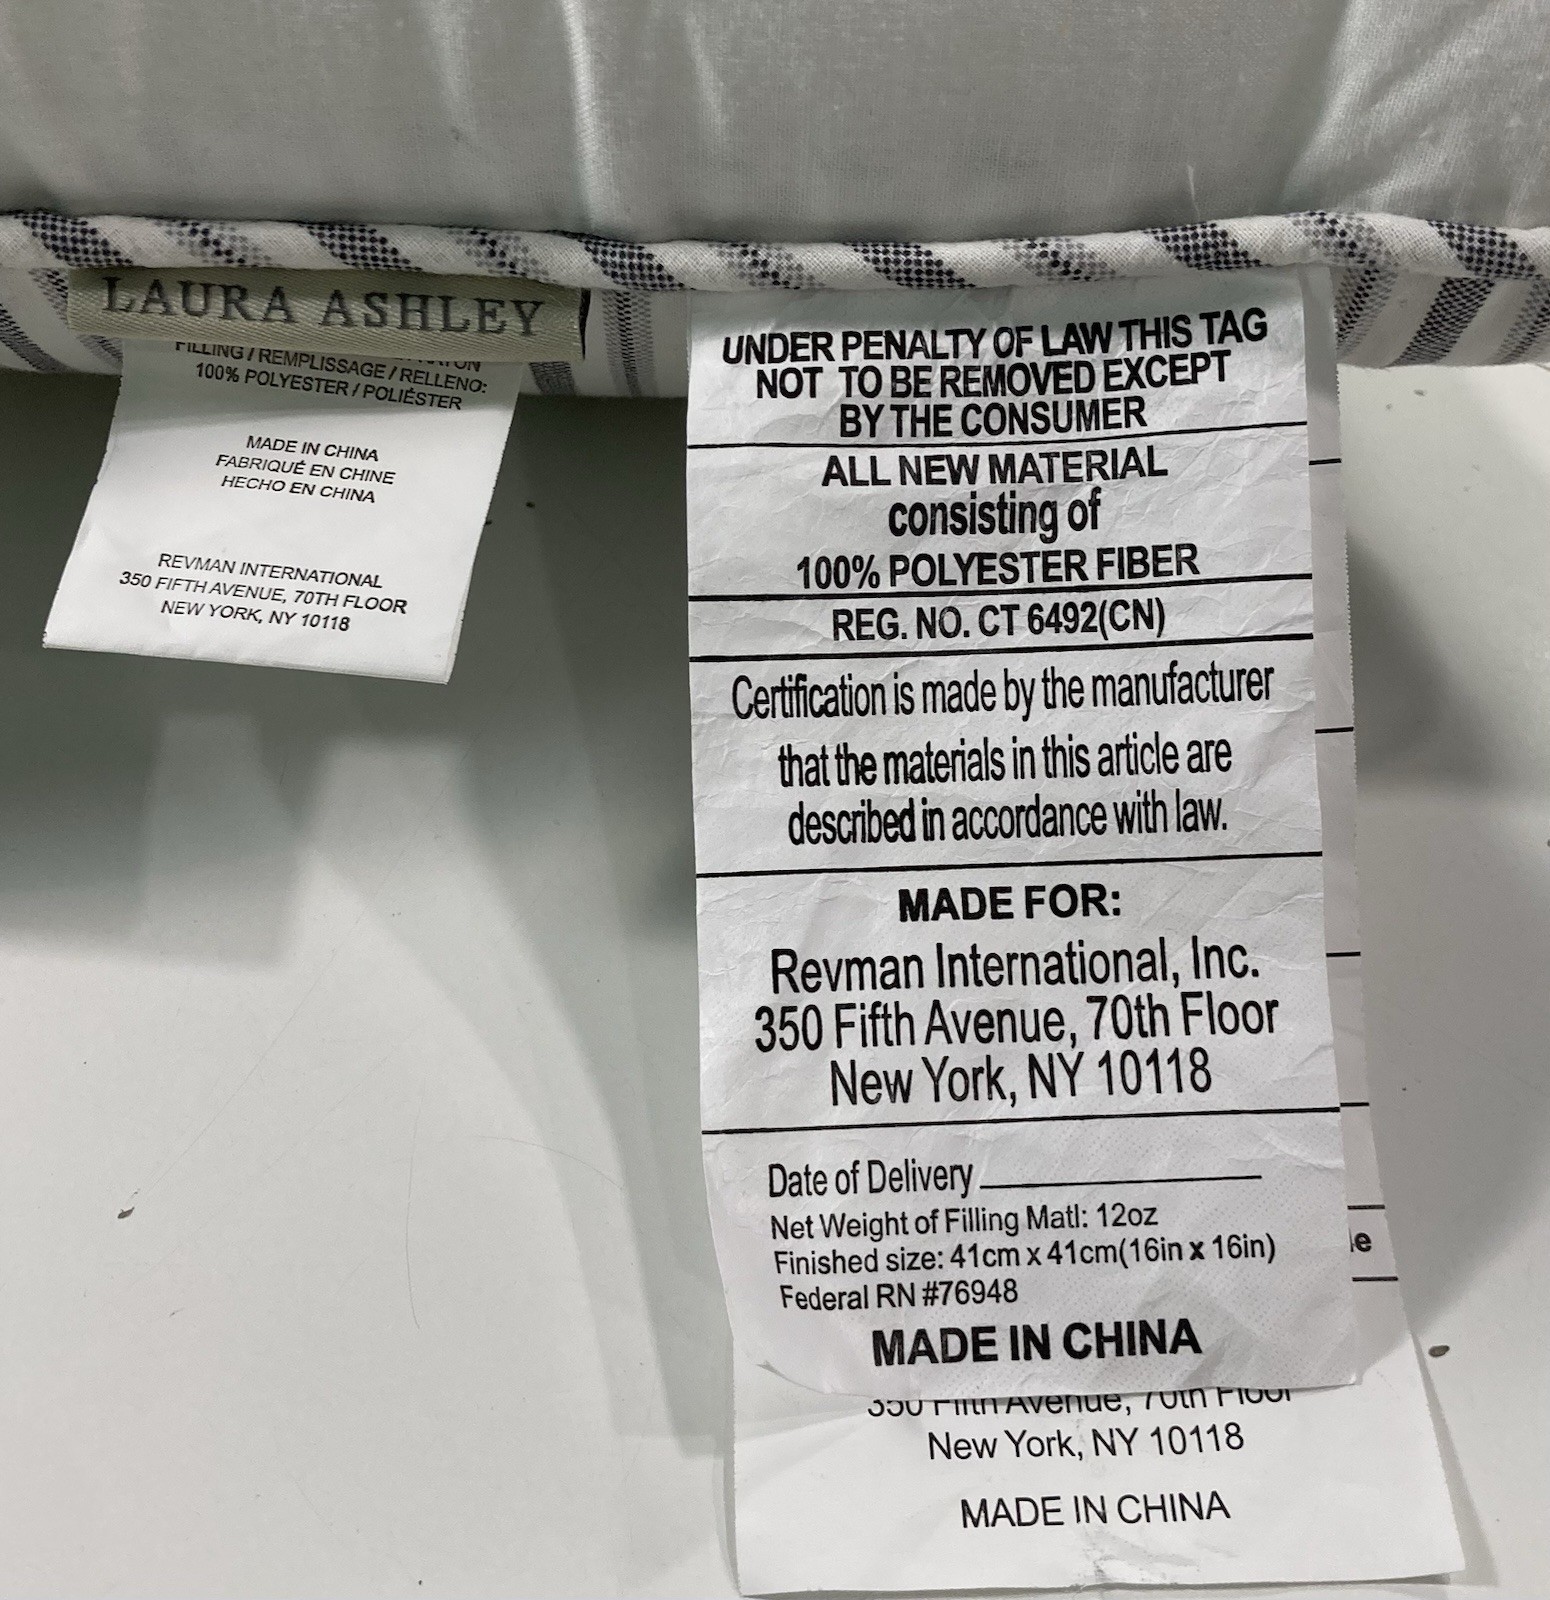 LAURA ASHLEY
FILLING / REMPLISSAGE / RELLENO:
100% POLYESTER / POLIÉSTER
MADE IN CHINA
FABRIQUÉ EN CHINE
HECHO EN CHINA
REVMAN INTERNATIONAL
350 FIFTH AVENUE, 70TH FLOOR
NEW YORK, NY 10118
UNDER PENALTY OF LAW THIS TAG
NOT TO BE REMOVED EXCEPT
BY THE CONSUMER
ALL NEW MATERIAL
consisting of
100% POLYESTER FIBER
REG. NO. CT 6492(CN)
Certification is made by the manufacturer
that the materials in this article are
described in accordance with law.
MADE FOR:
Revman International, Inc.
350 Fifth Avenue, 70th Floor
New York, NY 10118
Date of Delivery
Net Weight of Filling Matl: 12oz
Finished size: 41cm x 41cm(16in x 16in)
Federal RN #76948
MADE IN CHINA
350 Fifth Avenue, 70th Floor
New York, NY 10118
MADE IN CHINA